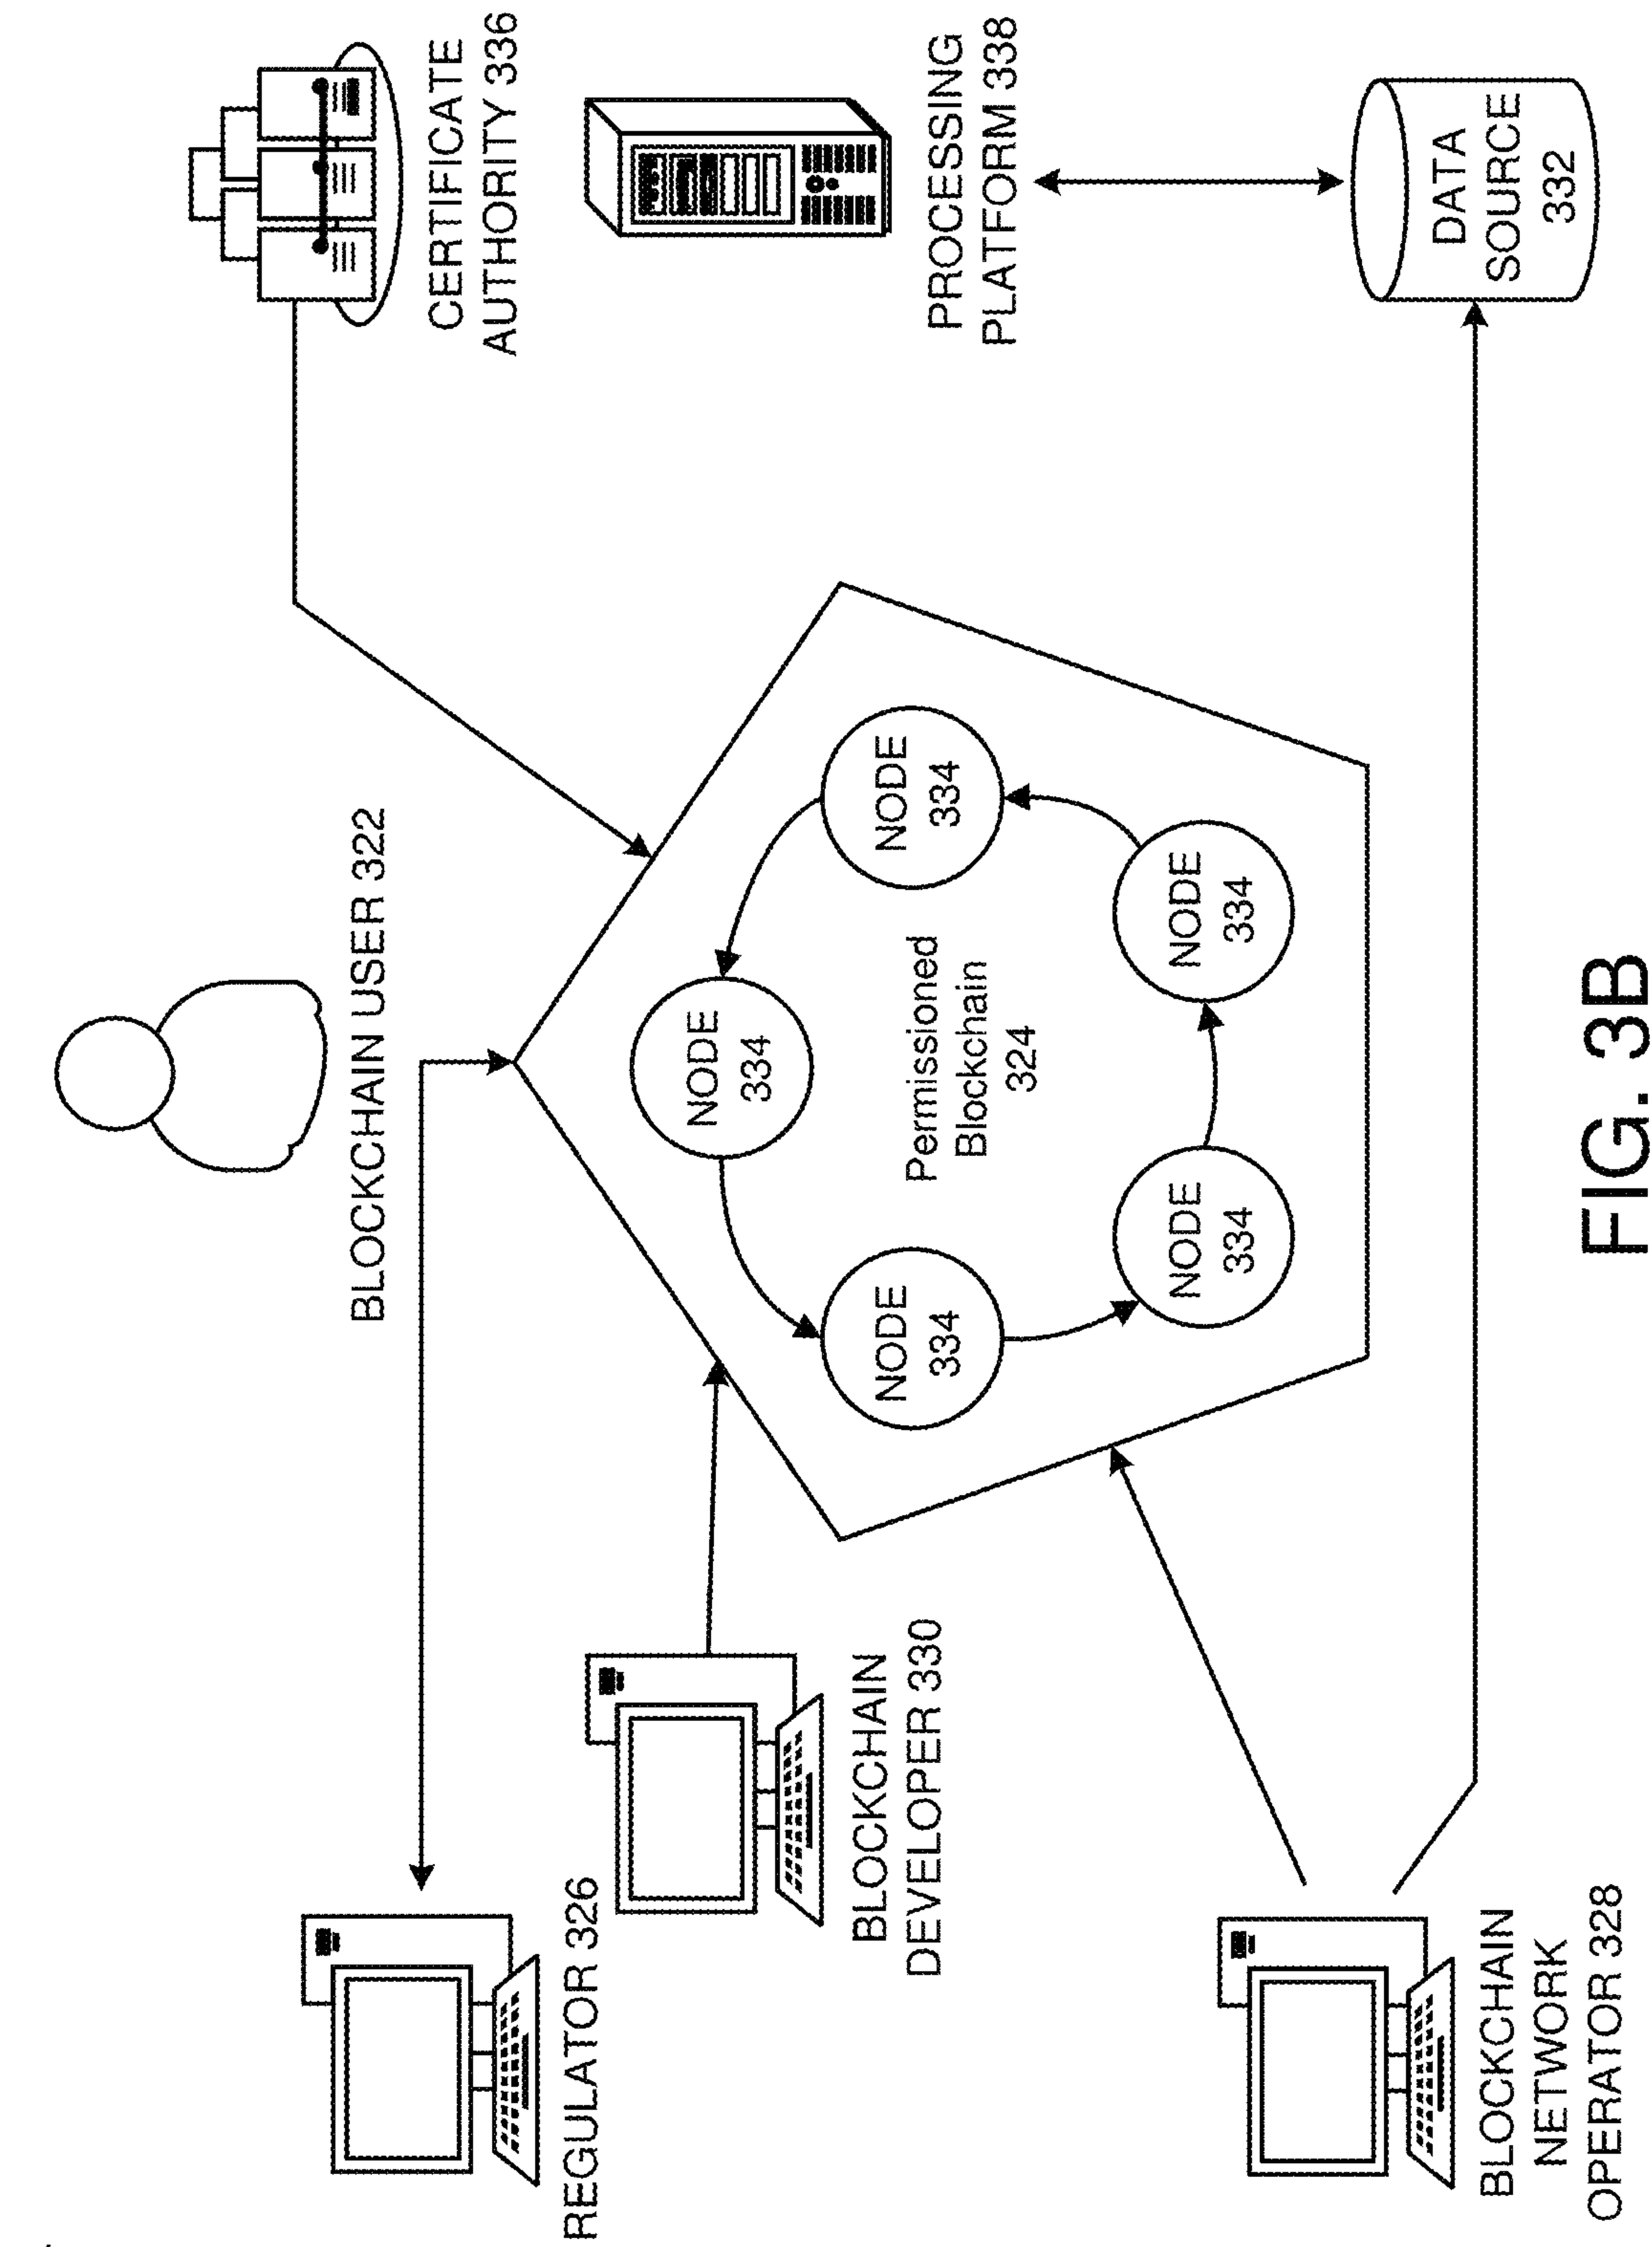 BLOCKCHAIN USER 322
CERTIFICATE
AUTHORITY 336
REGULATOR 326
BLOCKCHAIN
DEVELOPER 330
NODE
334
NODE
334
NODE
334
Permissioned
Blockchain
324
NODE
334
NODE
334
PROCESSING
PLATFORM 338
BLOCKCHAIN
NETWORK
OPERATOR 328
DATA
SOURCE
332
FIG. 3B